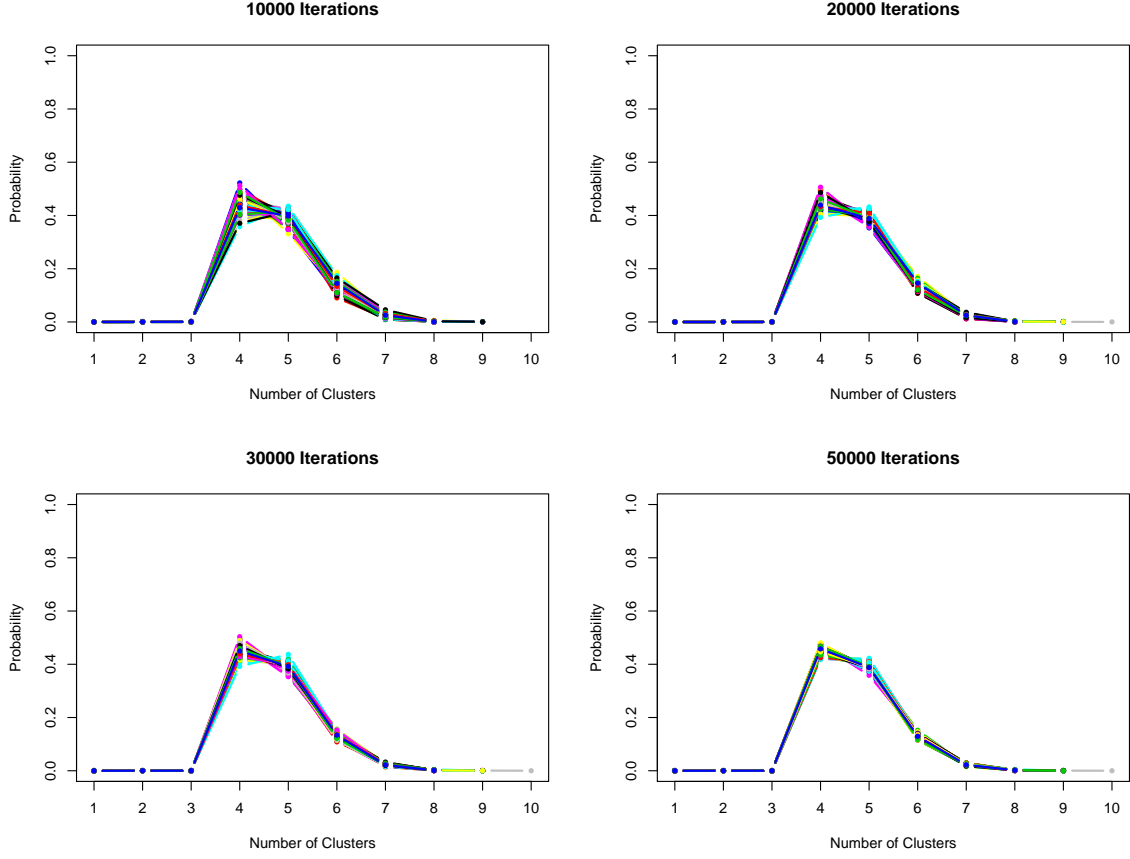 10000 Iterations
Probability
1.0
0.8
0.6
0.4
0.2
0.0
1 2 3 4 5 6 7 8 9 10
Number of Clusters
20000 Iterations
Probability
1.0
0.8
0.6
0.4
0.2
0.0
1 2 3 4 5 6 7 8 9 10
Number of Clusters
30000 Iterations
Probability
1.0
0.8
0.6
0.4
0.2
0.0
1 2 3 4 5 6 7 8 9 10
Number of Clusters
50000 Iterations
Probability
1.0
0.8
0.6
0.4
0.2
0.0
1 2 3 4 5 6 7 8 9 10
Number of Clusters